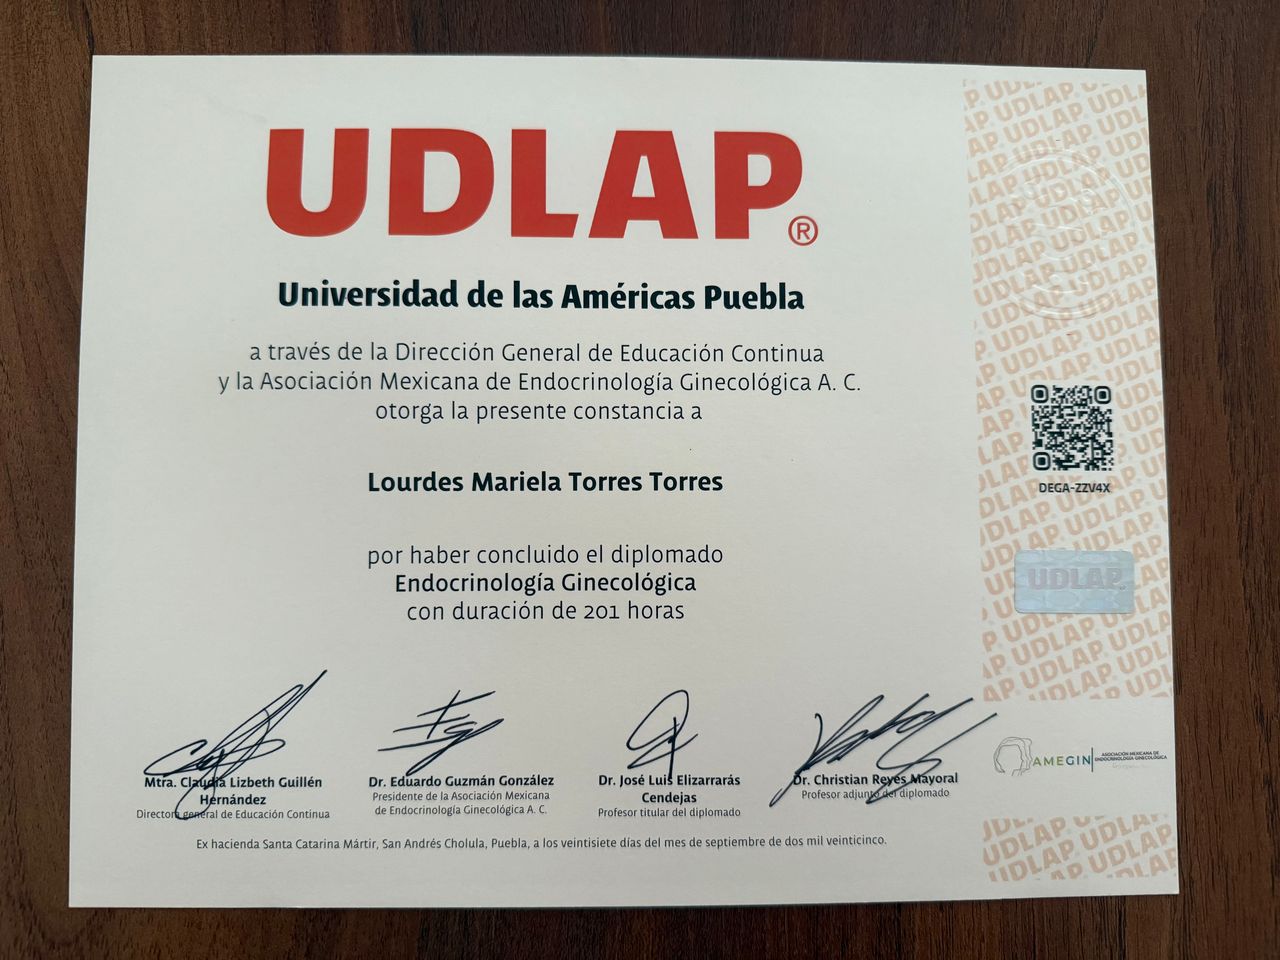 UDLAP®
Universidad de las Américas Puebla
a través de la Dirección General de Educación Continua
y la Asociación Mexicana de Endocrinología Ginecológica A. C.
otorga la presente constancia a
Lourdes Mariela Torres Torres
por haber concluido el diplomado
Endocrinología Ginecológica
con duración de 201 horas
DEGA-ZZV4X
UDLAP®
Mtra. Claudia Lizbeth Guillén
Hernández
Directora general de Educación Continua
Dr. Eduardo Guzmán González
Presidente de la Asociación Mexicana
de Endocrinología Ginecológica A. C.
Dr. José Luis Elizarrarás
Cendejas
Profesor titular del diplomado
Dr. Christian Reyes Mayoral
Profesor adjunto del diplomado
AMEGIN
ASOCIACIÓN MEXICANA DE
ENDOCRINOLOGÍA GINECOLÓGICA
Ex hacienda Santa Catarina Mártir, San Andrés Cholula, Puebla, a los veintisiete días del mes de septiembre de dos mil veinticinco.